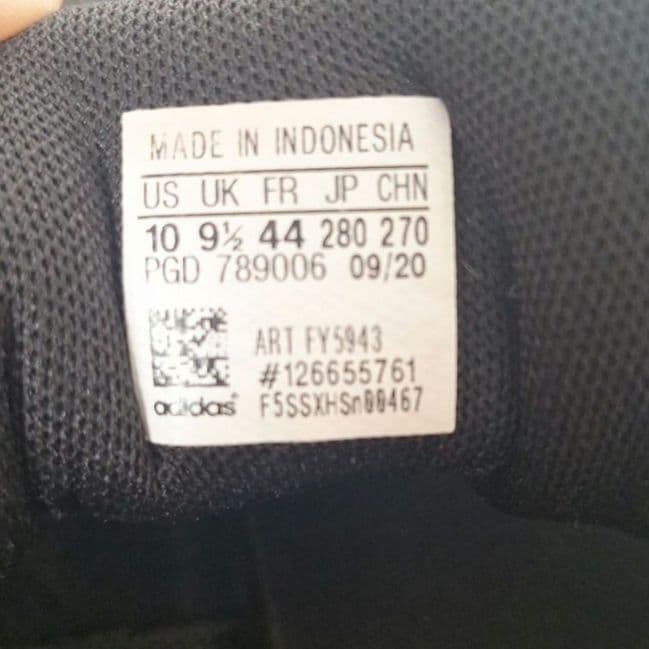 MADE IN INDONESIA
US UK FR JP CHN
10 9½ 44 280 270
PGD 789006 09/20
ART FY5943
#126655761
adidas F5SSXHSn00467